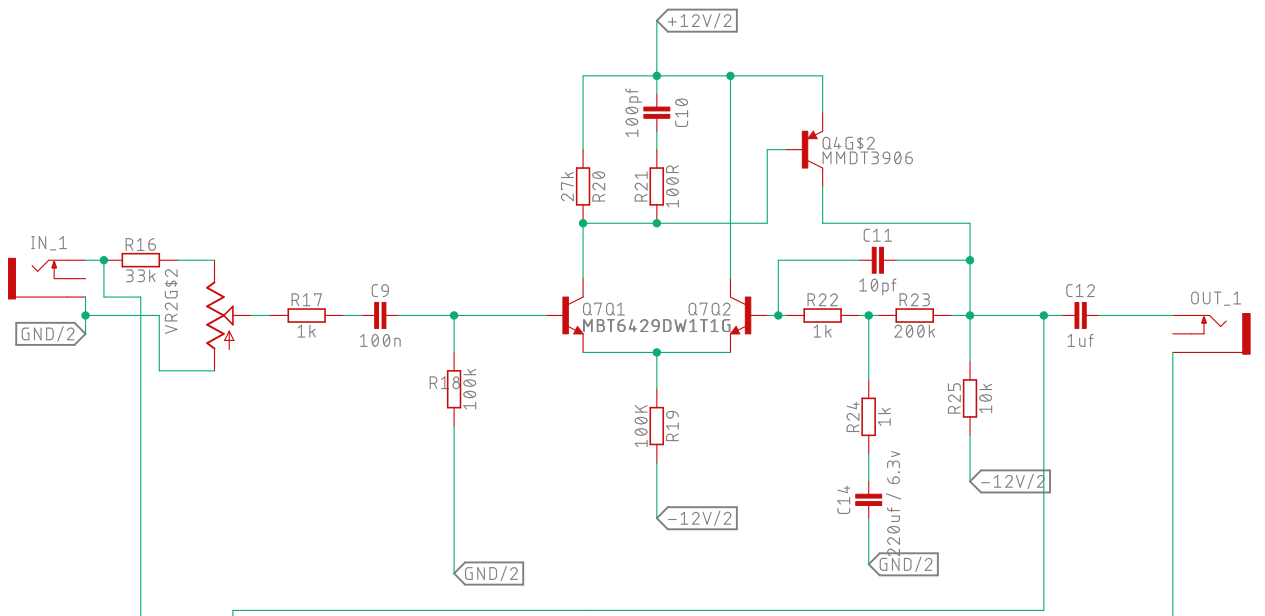 +12V/2
100pf
C10
Q4G$2
MMDT3906
27k
R20
R21
100R
IN_1
R16
33k
VR2G$2
GND/2
R17
1k
C9
100n
R18
100k
Q7Q1
Q7Q2
MBT6429DW1T1G
C11
10pf
R22
1k
R23
200k
C12
1uf
OUT_1
100K
R19
R24
1k
R25
10k
C14
220uf / 6.3v
-12V/2
-12V/2
GND/2
GND/2